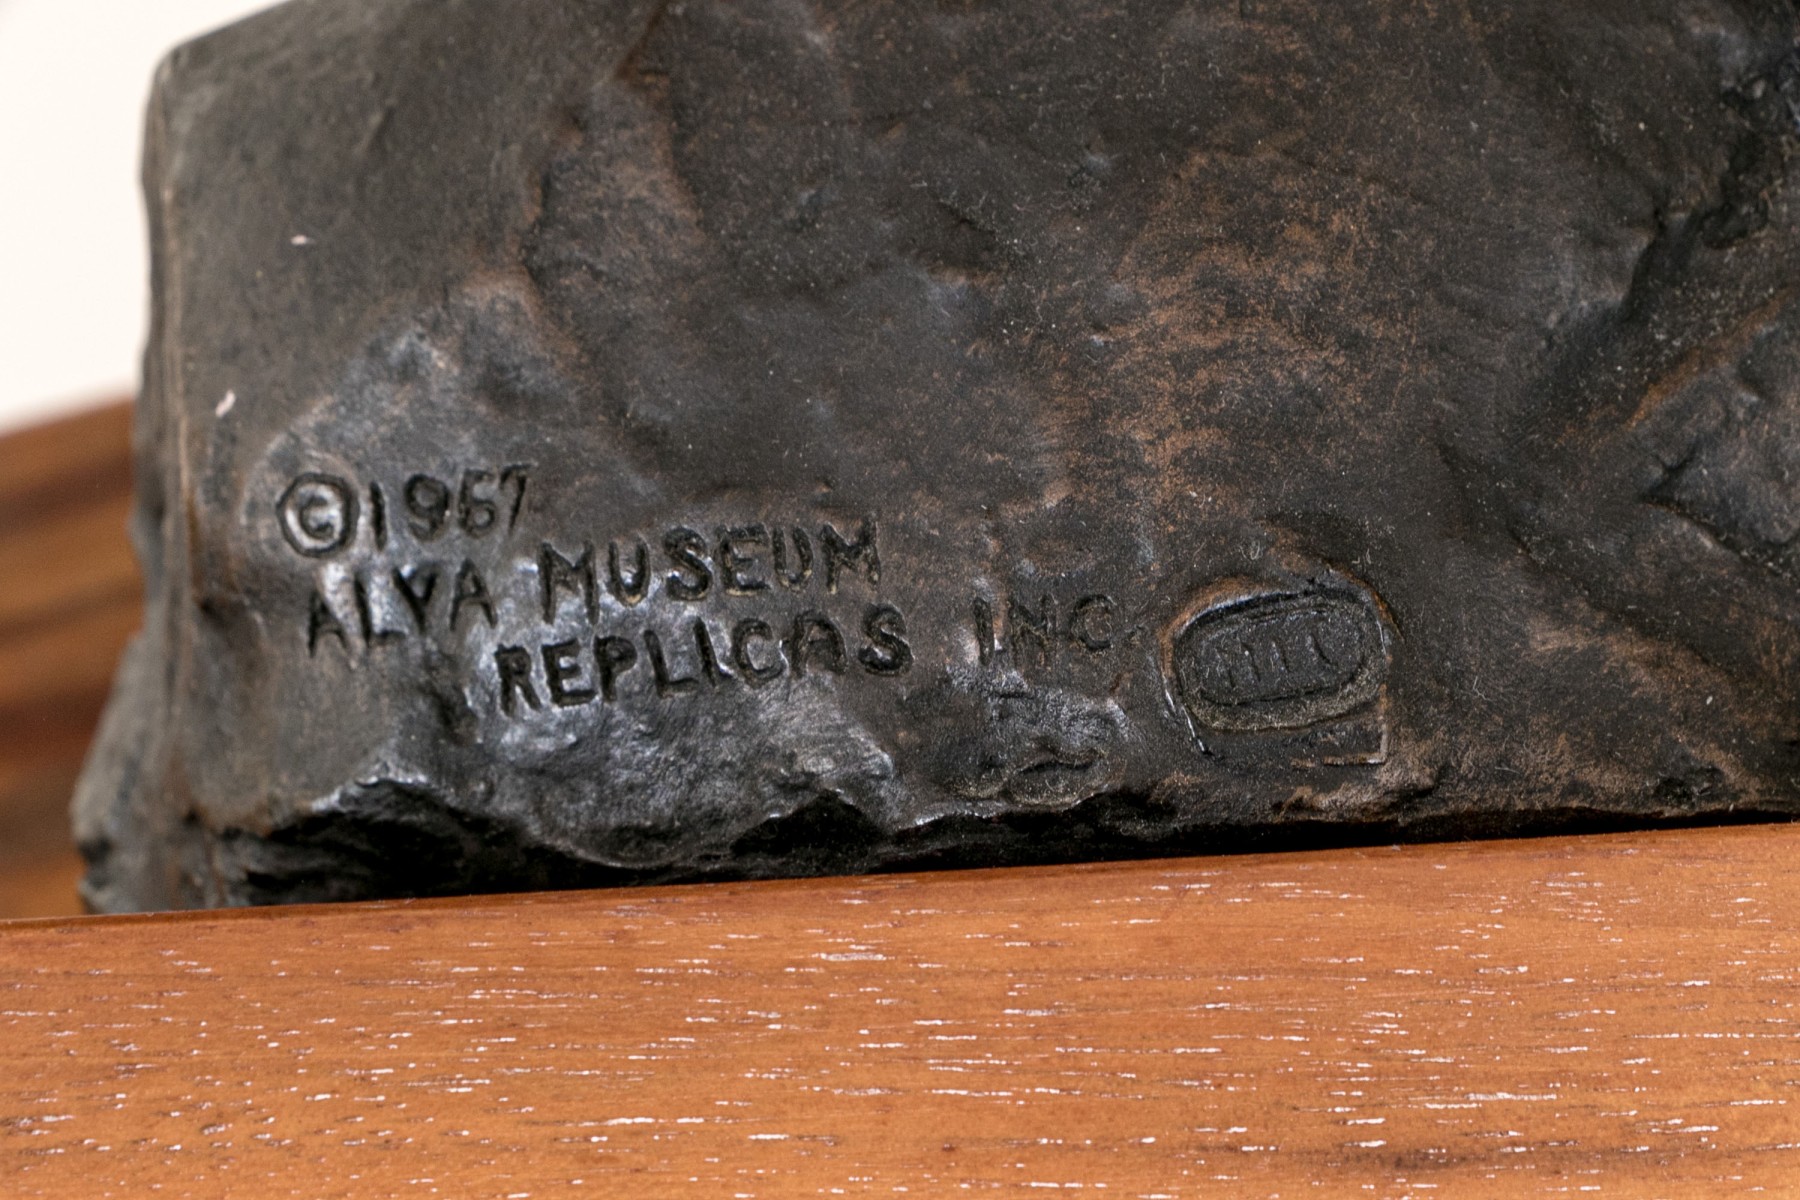 ©1967
ALVA MUSEUM
REPLICAS INC.